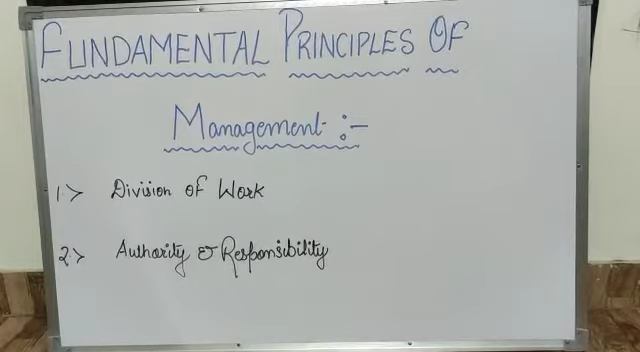 FUNDAMENTAL PRINCIPLES OF
Management :-
1.> Division of Work
2.> Authority & Responsibility